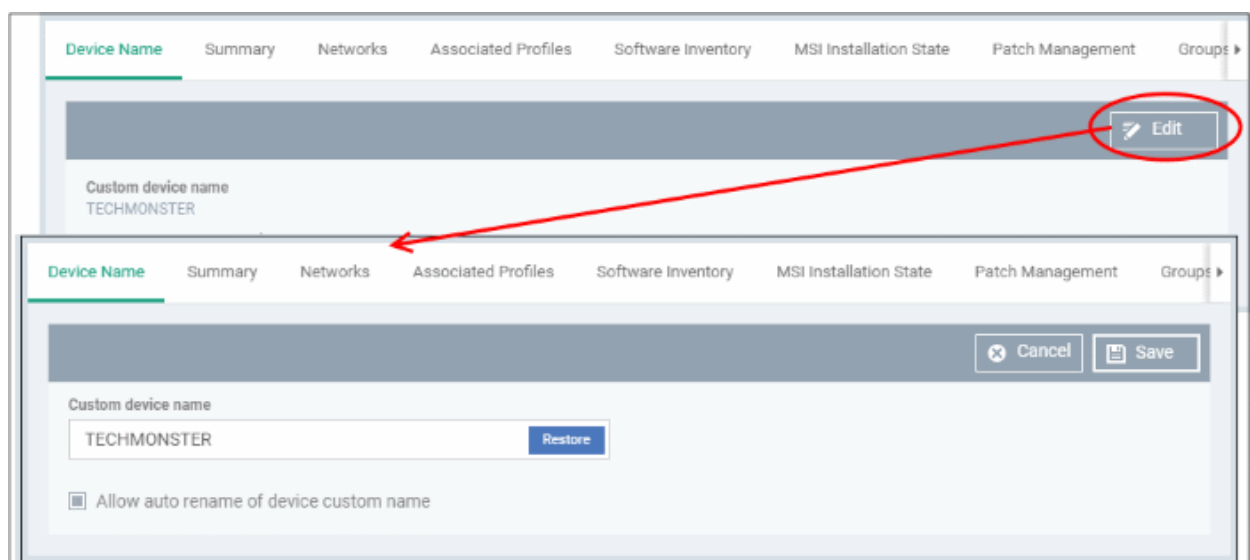 Device Name Summary Networks Associated Profiles Software Inventory MSI Installation State Patch Management Groups
Edit
Custom device name
TECHMONSTER
Device Name Summary Networks Associated Profiles Software Inventory MSI Installation State Patch Management Groups
Cancel Save
Custom device name
TECHMONSTER Restore
Allow auto rename of device custom name